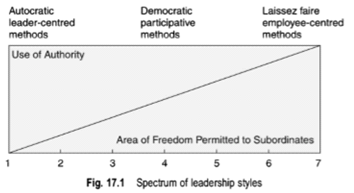 Autocratic Democratic Laissez faire
leader-centred participative employee-centred
methods methods methods
Use of Authority
Area of Freedom Permitted to Subordinates
1 2 3 4 5 6 7
Fig. 17.1 Spectrum of leadership styles